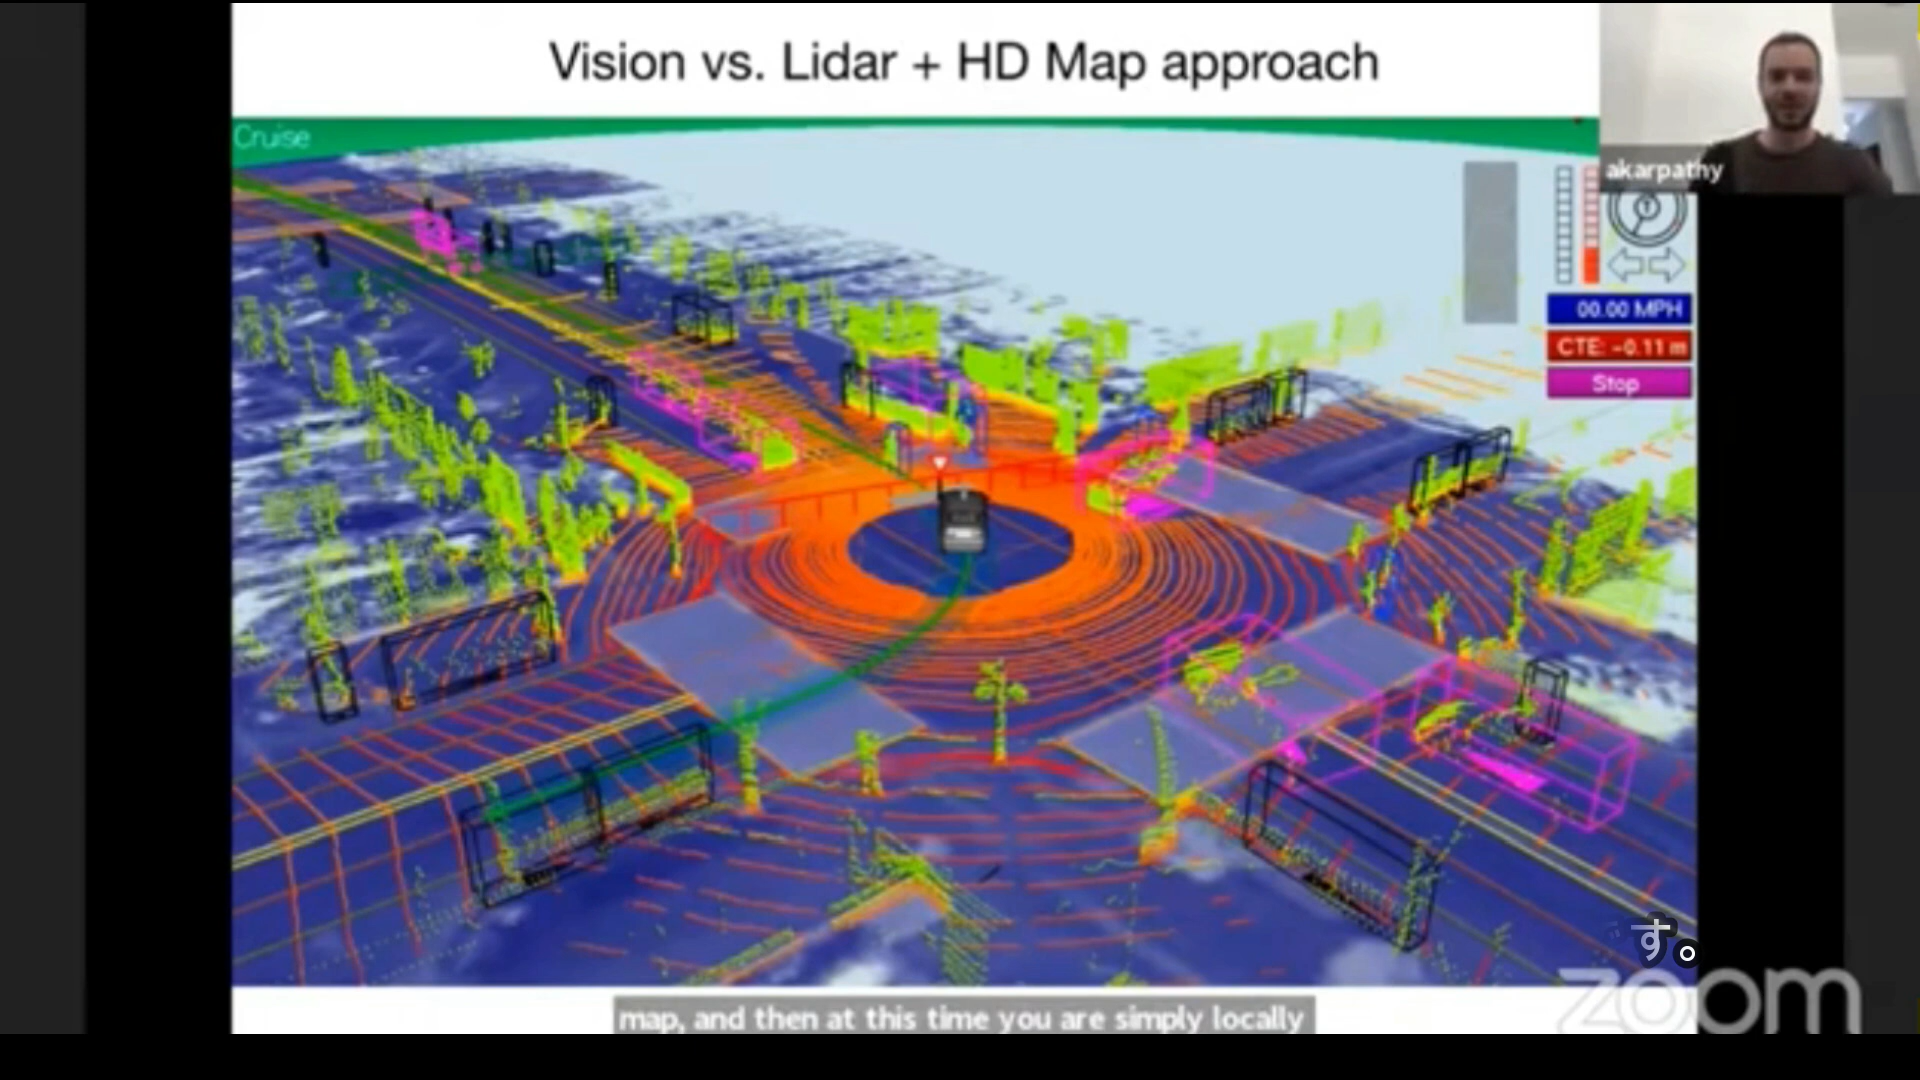 Vision vs. Lidar + HD Map approach
Cruise
akarpathy
00.00 MPH
CTE: -0.11 m
Stop
す。
map, and then at this time you are simply locally
zoom